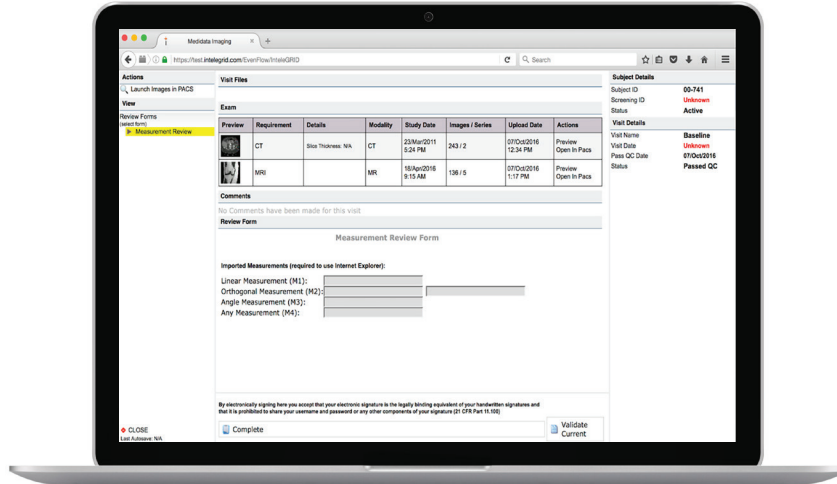 Medidata Imaging
https://test.intelegrid.com/EvenFlow/InteleGRID
Search
Actions
Launch Images in PACS
View
Review Forms
(select form)
Measurement Review
Visit Files
Exam
Preview Requirement Details Modality Study Date Images / Series Upload Date Actions
CT Slice Thickness: N/A CT 23/Mar/2011 5:24 PM 243 / 2 07/Oct/2016 12:34 PM Preview Open In Pacs
MRI MR 18/Apr/2016 9:15 AM 136 / 5 07/Oct/2016 1:17 PM Preview Open In Pacs
Comments
No Comments have been made for this visit
Review Form
Measurement Review Form
Imported Measurements (required to use Internet Explorer):
Linear Measurement (M1):
Orthogonal Measurement (M2):
Angle Measurement (M3):
Any Measurement (M4):
By electronically signing here you accept that your electronic signature is the legally binding equivalent of your handwritten signatures and
that it is prohibited to share your username and password or any other components of your signature (21 CFR Part 11.100)
Complete
Validate
Current
CLOSE
Last Autosave: N/A
Subject Details
Subject ID 00-741
Screening ID Unknown
Status Active
Visit Details
Visit Name Baseline
Visit Date Unknown
Pass QC Date 07/Oct/2016
Status Passed QC